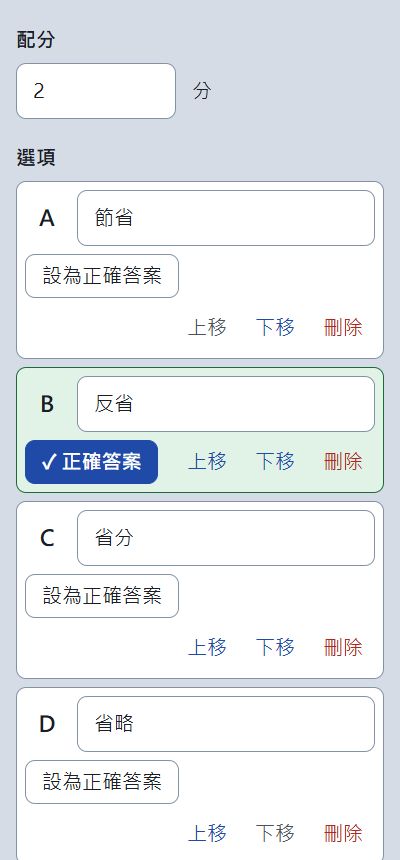 配分
2 分
選項
A 節省
設為正確答案
上移 下移 刪除
B 反省
✓ 正確答案 上移 下移 刪除
C 省分
設為正確答案
上移 下移 刪除
D 省略
設為正確答案
上移 下移 刪除